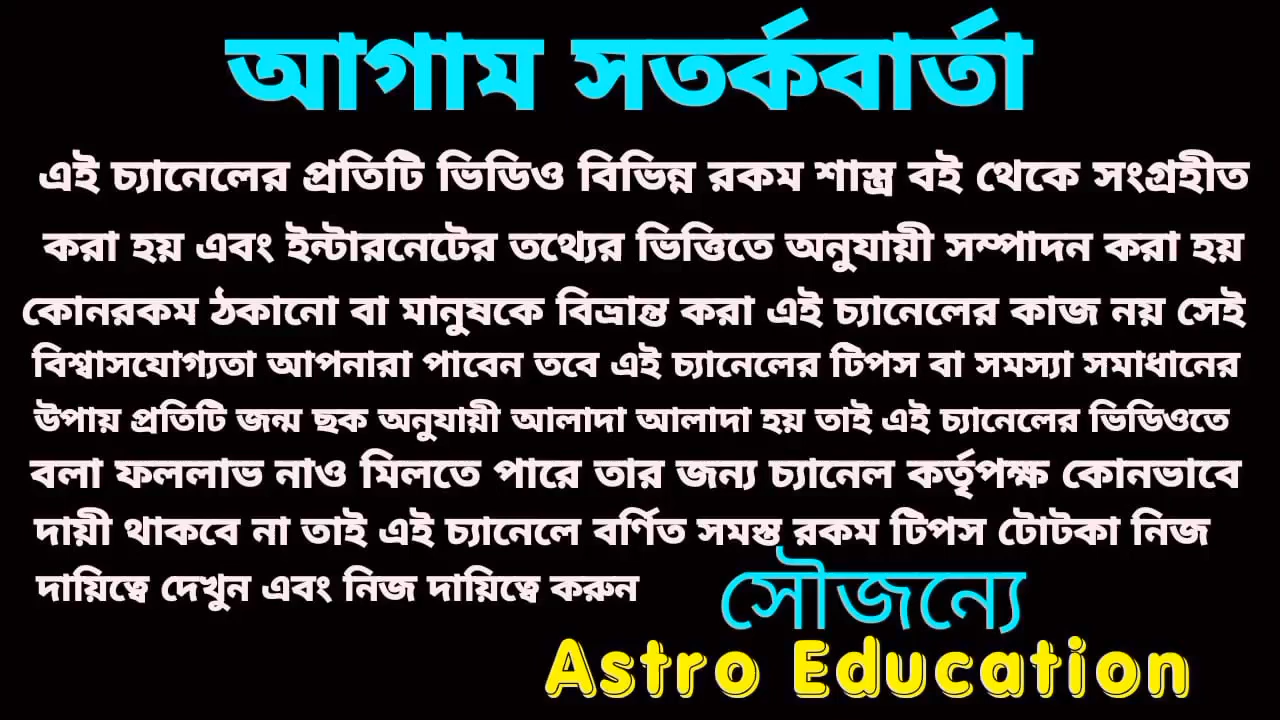 আগাম সতর্কবার্তা
এই চ্যানেলের প্রতিটি ভিডিও বিভিন্ন রকম শাস্ত্র বই থেকে সংগ্রহীত
করা হয় এবং ইন্টারনেটের তথ্যের ভিত্তিতে অনুযায়ী সম্পাদন করা হয়
কোনরকম ঠকানো বা মানুষকে বিভ্রান্ত করা এই চ্যানেলের কাজ নয় সেই
বিশ্বাসযোগ্যতা আপনারা পাবেন তবে এই চ্যানেলের টিপস বা সমস্যা সমাধানের
উপায় প্রতিটি জন্ম ছক অনুযায়ী আলাদা আলাদা হয় তাই এই চ্যানেলের ভিডিওতে
বলা ফললাভ নাও মিলতে পারে তার জন্য চ্যানেল কর্তৃপক্ষ কোনভাবে
দায়ী থাকবে না তাই এই চ্যানেলে বর্ণিত সমস্ত রকম টিপস টোটকা নিজ
দায়িত্বে দেখুন এবং নিজ দায়িত্বে করুন
সৌজন্যে
Astro Education